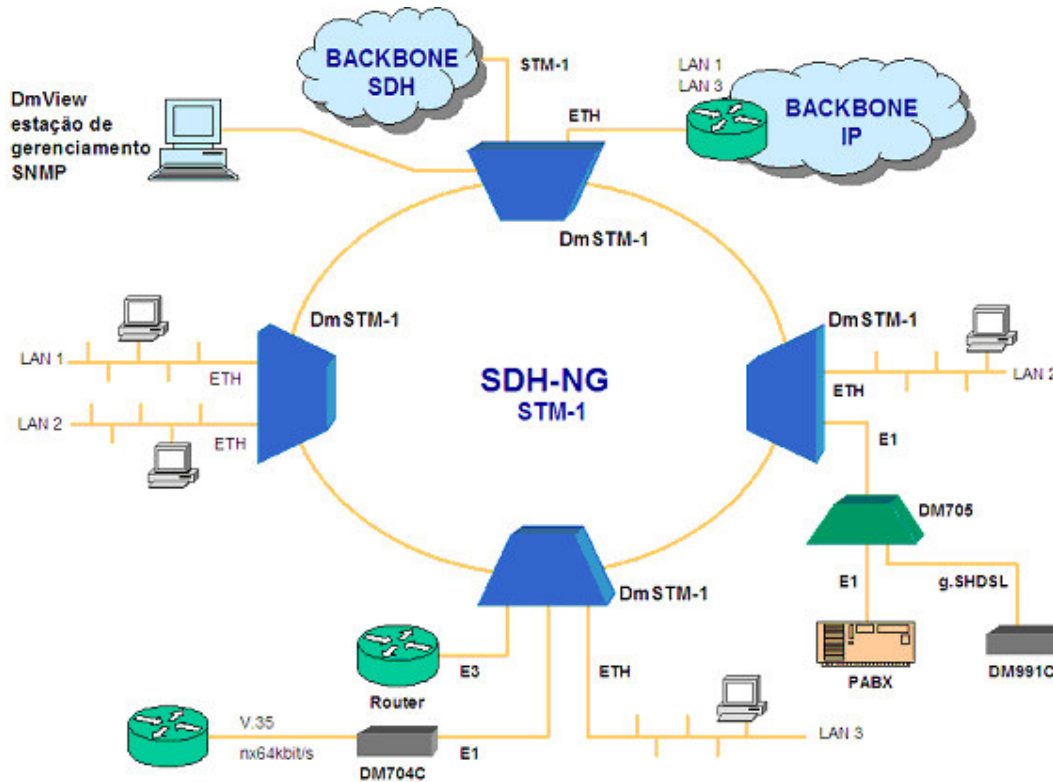 BACKBONE
SDH
STM-1
LAN 1
LAN 3
BACKBONE
IP
ETH
DmView
estação de
gerenciamento
SNMP
DmSTM-1
DmSTM-1
DmSTM-1
LAN 1
ETH
LAN 2
ETH
SDH-NG
STM-1
ETH
LAN 2
E1
DM705
E1
g.SHDSL
PABX
DM991C
DmSTM-1
E3
Router
ETH
V.35
nx64kbit/s
DM704C
E1
LAN 3